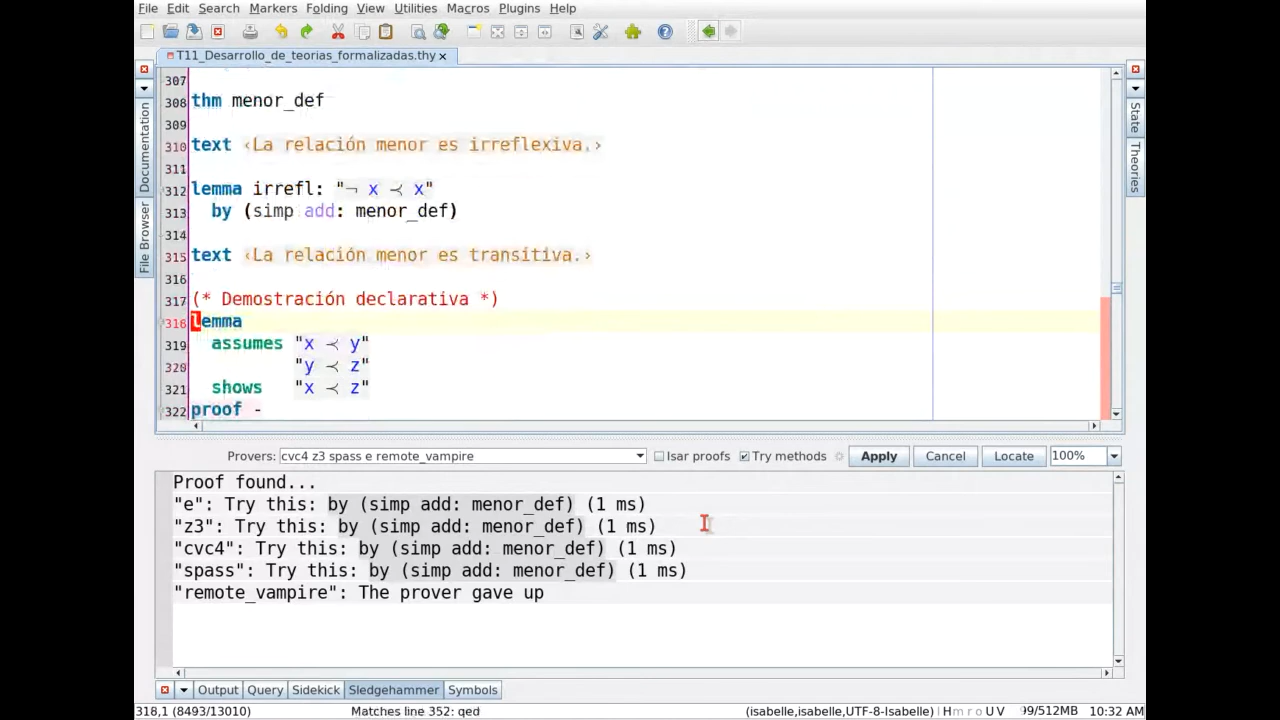 File Edit Search Markers Folding View Utilities Macros Plugins Help
T11_Desarrollo_de_teorias_formalizadas.thy
307
308 thm menor_def
309
310 text ‹La relación menor es irreflexiva.›
311
312 lemma irrefl: "¬ x ≺ x"
313 by (simp add: menor_def)
314
315 text ‹La relación menor es transitiva.›
316
317 (* Demostración declarativa *)
318 lemma
319 assumes "x ≺ y"
320 "y ≺ z"
321 shows "x ≺ z"
322 proof -
Documentation
File Browser
State
Theories
Provers: cvc4 z3 spass e remote_vampire Isar proofs Try methods Apply Cancel Locate 100%
Proof found...
"e": Try this: by (simp add: menor_def) (1 ms)
"z3": Try this: by (simp add: menor_def) (1 ms)
"cvc4": Try this: by (simp add: menor_def) (1 ms)
"spass": Try this: by (simp add: menor_def) (1 ms)
"remote_vampire": The prover gave up
Output Query Sidekick Sledgehammer Symbols
318,1 (8493/13010) Matches line 352: qed (isabelle,isabelle,UTF-8-Isabelle) H m r o U V 99/512MB 10:32 AM